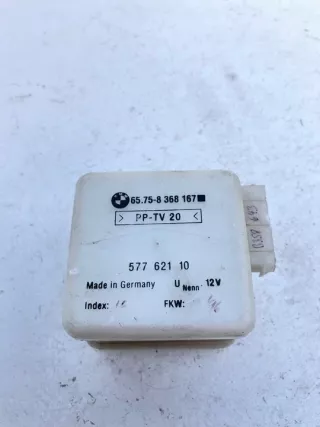 65.75-8 368 167
> PP-TV 20 <
577 621 10
Made in Germany U Nenn: 12V
Index:
FKW: